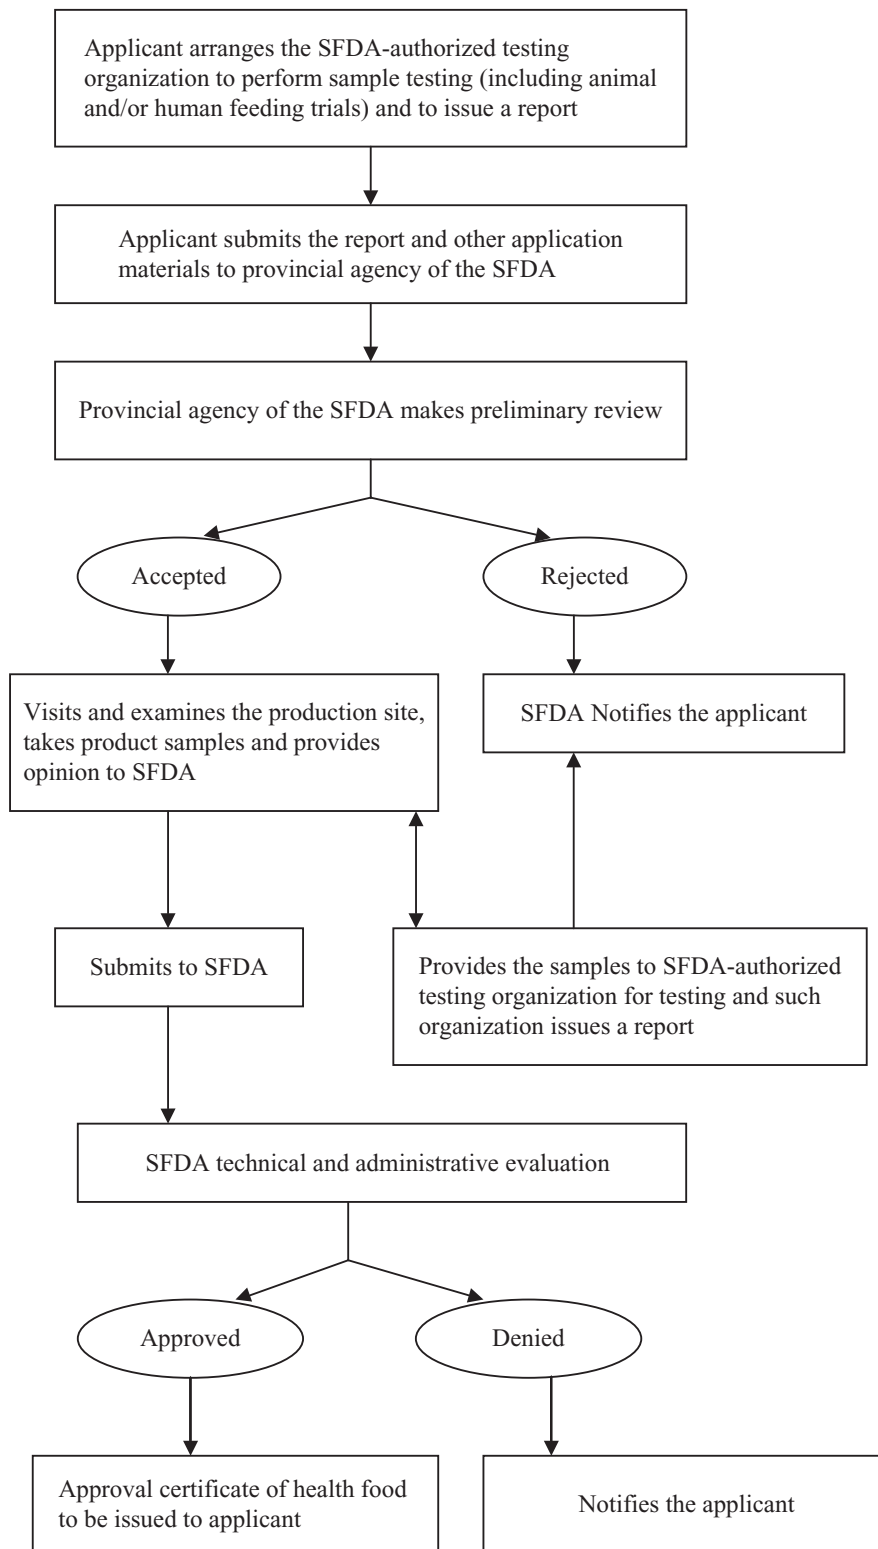 Applicant arranges the SFDA-authorized testing
organization to perform sample testing (including animal
and/or human feeding trials) and to issue a report
Applicant submits the report and other application
materials to provincial agency of the SFDA
Provincial agency of the SFDA makes preliminary review
Accepted
Rejected
Visits and examines the production site,
takes product samples and provides
opinion to SFDA
SFDA Notifies the applicant
Submits to SFDA
Provides the samples to SFDA-authorized
testing organization for testing and such
organization issues a report
SFDA technical and administrative evaluation
Approved
Denied
Approval certificate of health food
to be issued to applicant
Notifies the applicant